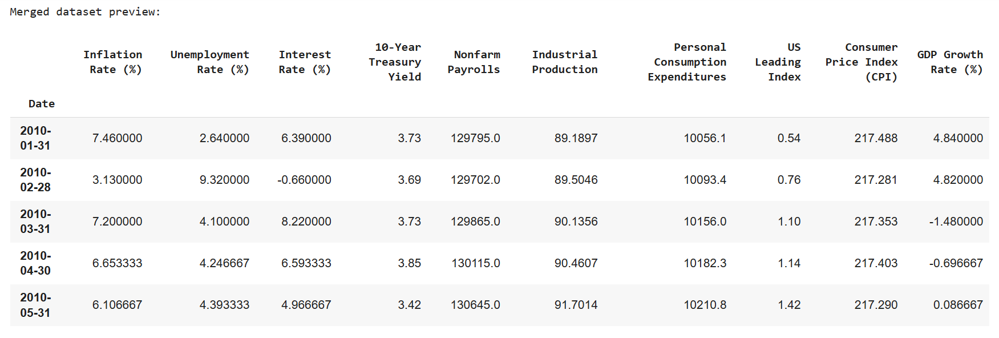 Merged dataset preview:
10-Year Personal US Consumer
Inflation Unemployment Interest Treasury Nonfarm Industrial Consumption Leading Price Index GDP Growth
Rate (%) Rate (%) Rate (%) Yield Payrolls Production Expenditures Index (CPI) Rate (%)
Date
2010-
01-31 7.460000 2.640000 6.390000 3.73 129795.0 89.1897 10056.1 0.54 217.488 4.840000
2010-
02-28 3.130000 9.320000 -0.660000 3.69 129702.0 89.5046 10093.4 0.76 217.281 4.820000
2010-
03-31 7.200000 4.100000 8.220000 3.73 129865.0 90.1356 10156.0 1.10 217.353 -1.480000
2010-
04-30 6.653333 4.246667 6.593333 3.85 130115.0 90.4607 10182.3 1.14 217.403 -0.696667
2010-
05-31 6.106667 4.393333 4.966667 3.42 130645.0 91.7014 10210.8 1.42 217.290 0.086667